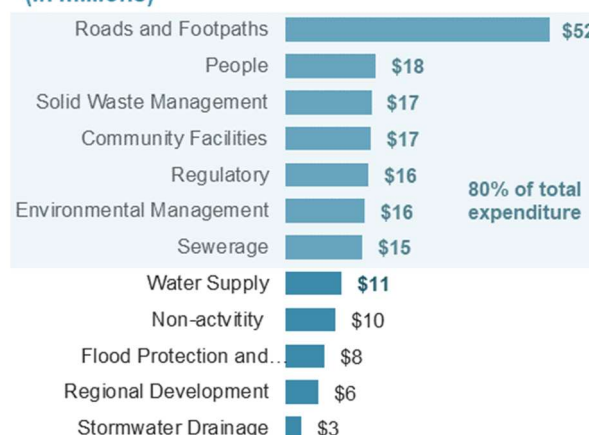 (in millions)
Roads and Footpaths $52
People $18
Solid Waste Management $17
Community Facilities $17
Regulatory $16
80% of total
expenditure
Environmental Management $16
Sewerage $15
Water Supply $11
Non-actvitity $10
Flood Protection and... $8
Regional Development $6
Stormwater Drainage $3